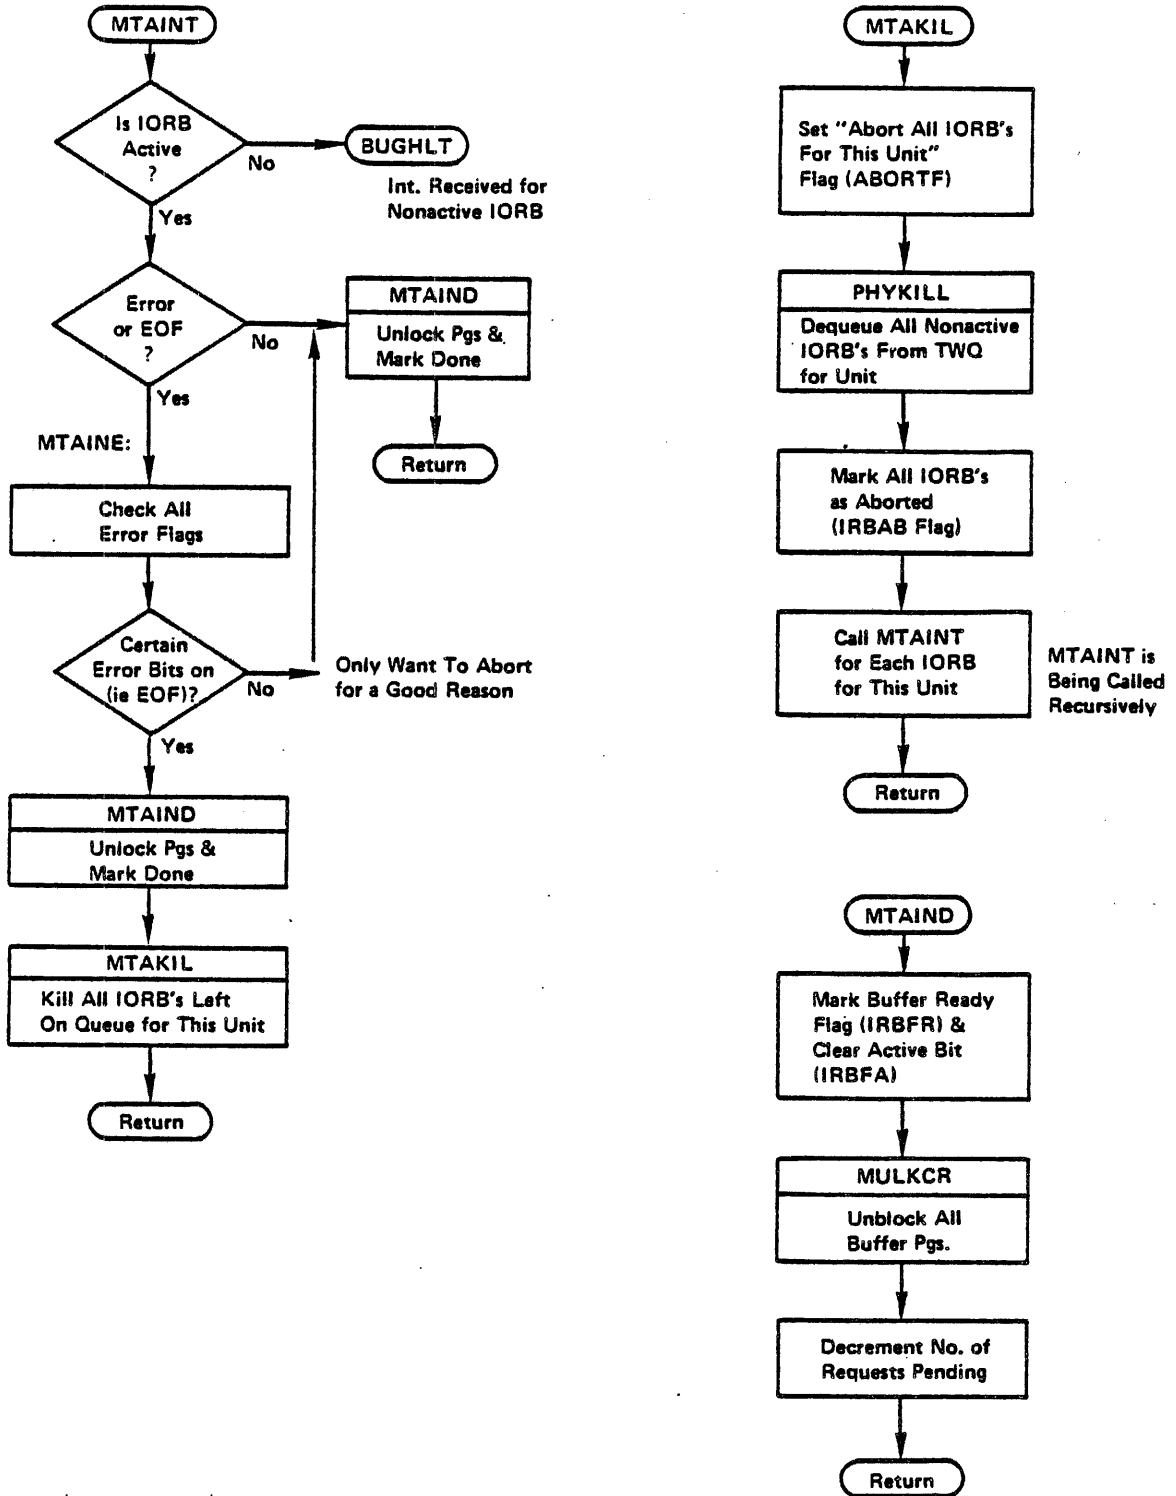 MTAINT
Is IORB
Active
?
No
BUGHLT
Int. Received for
Nonactive IORB
Yes
Error
or EOF
?
No
MTAIND
Unlock Pgs &
Mark Done
Return
Yes
MTAINE:
Check All
Error Flags
Certain
Error Bits on
(ie EOF)?
No
Only Want To Abort
for a Good Reason
Yes
MTAIND
Unlock Pgs &
Mark Done
MTAKIL
Kill All IORB's Left
On Queue for This Unit
Return
MTAKIL
Set "Abort All IORB's
For This Unit"
Flag (ABORTF)
PHYKILL
Dequeue All Nonactive
IORB's From TWQ
for Unit
Mark All IORB's
as Aborted
(IRBAB Flag)
Call MTAINT
for Each IORB
for This Unit
MTAINT is
Being Called
Recursively
Return
MTAIND
Mark Buffer Ready
Flag (IRBFR) &
Clear Active Bit
(IRBFA)
MULKCR
Unblock All
Buffer Pgs.
Decrement No. of
Requests Pending
Return